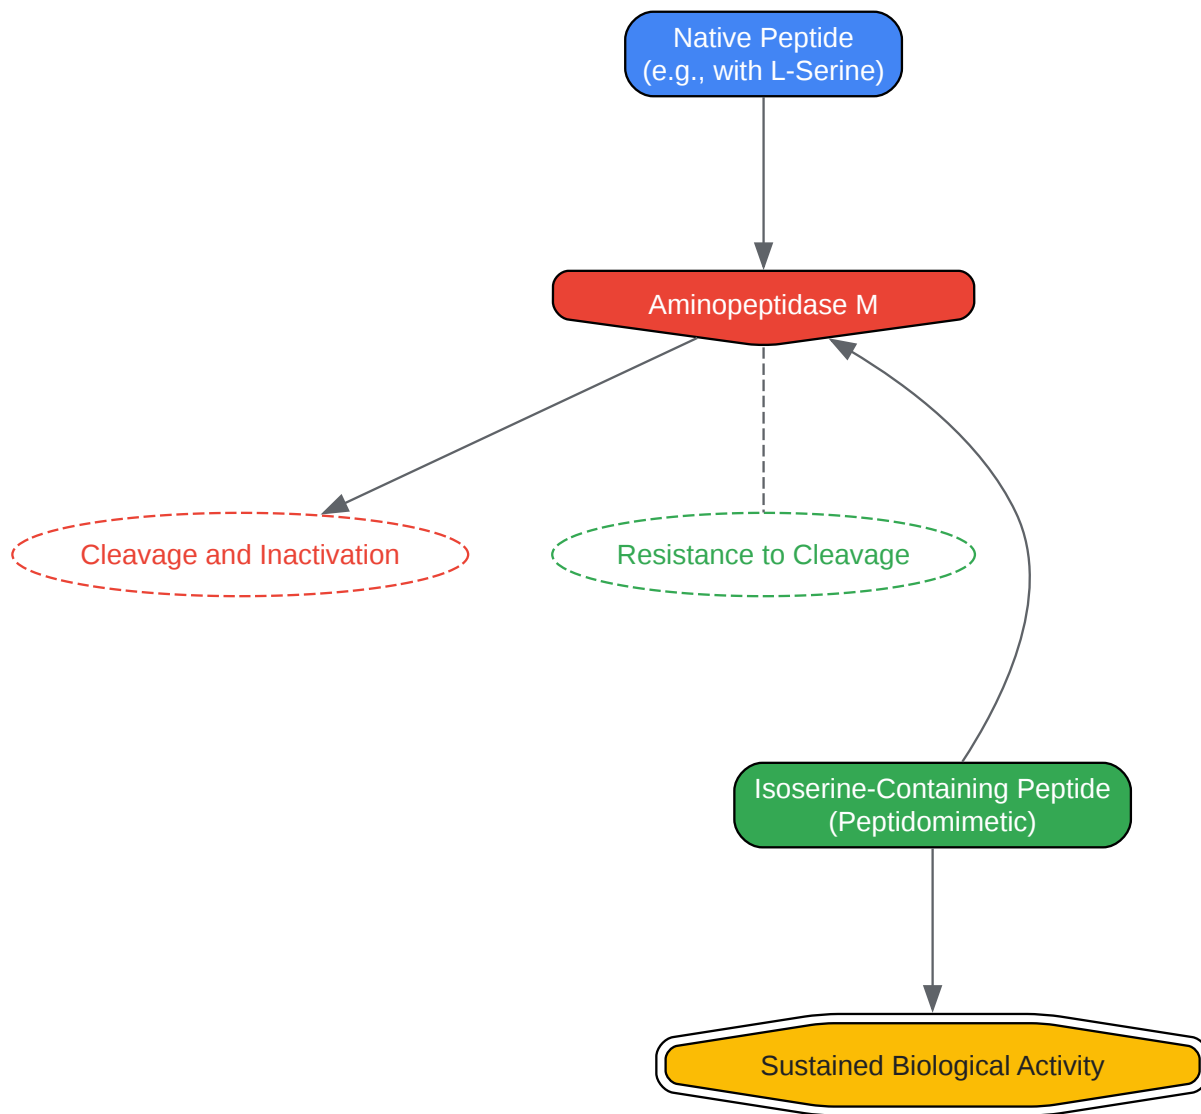 Native Peptide
(e.g., with L-Serine)
Aminopeptidase M
Cleavage and Inactivation
Resistance to Cleavage
Isoserine-Containing Peptide
(Peptidomimetic)
Sustained Biological Activity